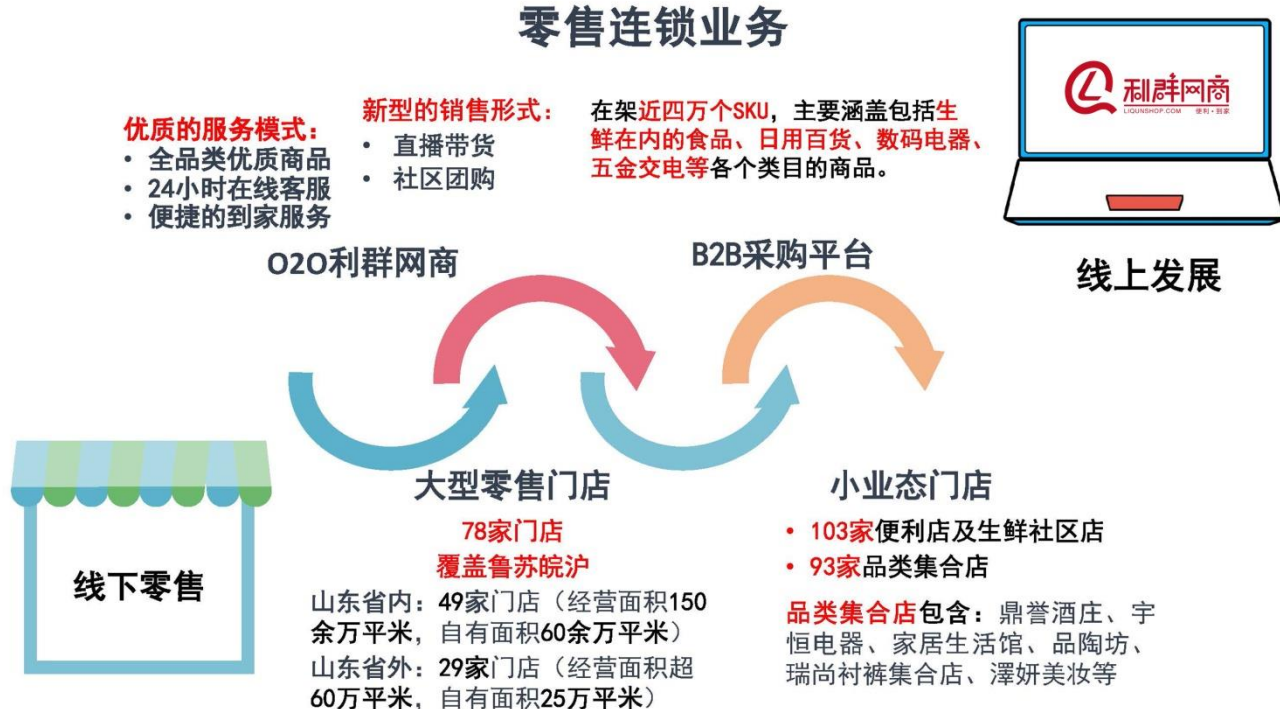 零售连锁业务
优质的服务模式：
• 全品类优质商品
• 24小时在线客服
• 便捷的到家服务
新型的销售形式：
• 直播带货
• 社区团购
在架近四万个SKU，主要涵盖包括生
鲜在内的食品、日用百货、数码电器、
五金交电等各个类目的商品。
利群网商
LIQUNSHOP.COM 便利·到家
线上发展
O2O利群网商
B2B采购平台
线下零售
大型零售门店
78家门店
覆盖鲁苏皖沪
山东省内：49家门店（经营面积150
余万平米，自有面积60余万平米）
山东省外：29家门店（经营面积超
60万平米，自有面积25万平米）
小业态门店
• 103家便利店及生鲜社区店
• 93家品类集合店
品类集合店包含：鼎誉酒庄、宇
恒电器、家居生活馆、品陶坊、
瑞尚衬裤集合店、澤妍美妆等